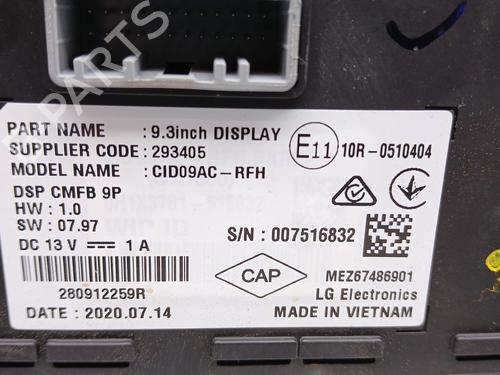 PART NAME : 9.3inch DISPLAY
SUPPLIER CODE : 293405
MODEL NAME : CID09AC-RFH
E11 10R-0510404
DSP CMFB 9P
HW : 1.0
SW : 07.97
DC 13 V 1 A
S/N : 007516832
280912259R
CAP
MEZ67486901
LG Electronics
DATE : 2020.07.14
MADE IN VIETNAM